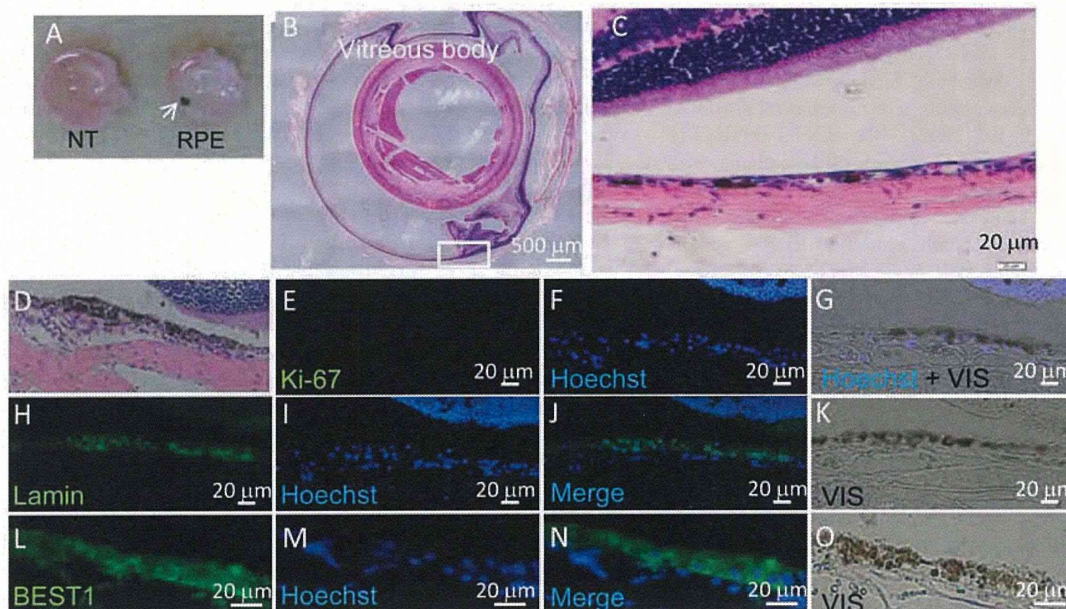 A
NT
RPE
B
Vitreous body
500 μm
C
20 μm
D
E
Ki-67
20 μm
F
Hoechst
20 μm
G
Hoechst + VIS
20 μm
H
Lamin
20 μm
I
Hoechst
20 μm
J
Merge
20 μm
K
VIS
20 μm
L
BEST1
20 μm
M
Hoechst
20 μm
N
Merge
20 μm
O
VIS
20 μm